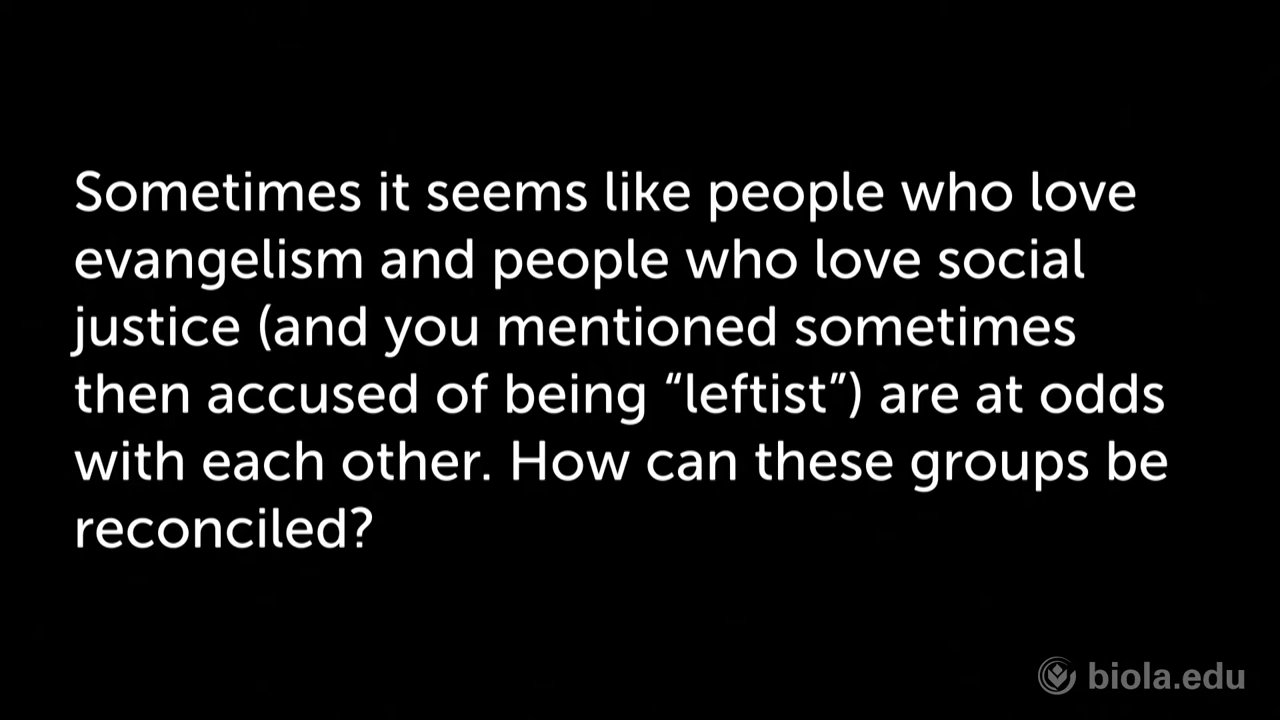 Sometimes it seems like people who love
evangelism and people who love social
justice (and you mentioned sometimes
then accused of being “leftist”) are at odds
with each other. How can these groups be
reconciled?
biola.edu